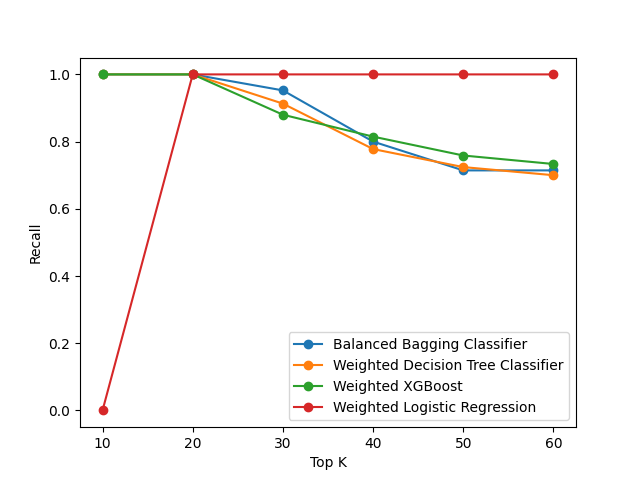 1.0
0.8
0.6
0.4
0.2
0.0
Recall
10 20 30 40 50 60
Top K
Balanced Bagging Classifier
Weighted Decision Tree Classifier
Weighted XGBoost
Weighted Logistic Regression